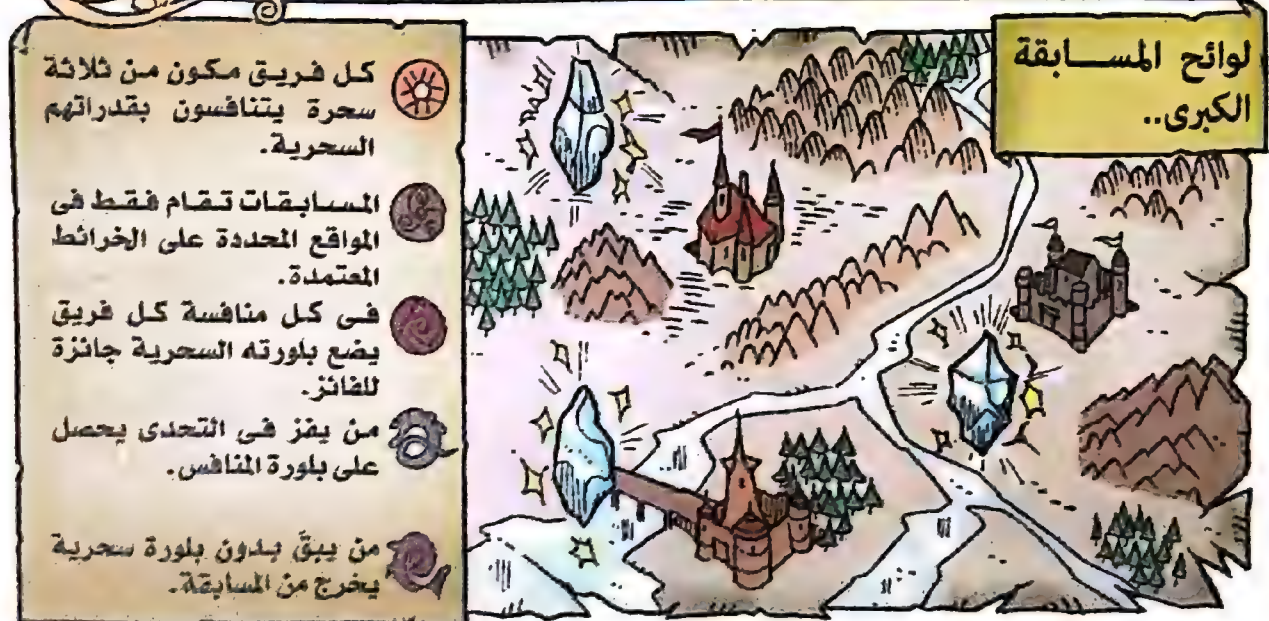 لوائح المســابقة
الكبرى..
كل فريق مكون من ثلاثة
سحرة يتنافسون بقدراتهم
السحرية.
المسابقات تقام فقط فى
المواقع المحددة على الخرائط
المعتمدة.
فى كل منافسة كل فريق
يضع بلورته السحرية جائزة
للفائز.
من يفز فى التحدى يحصل
على بلورة المنافس.
من يبقَ بدون بلورة سحرية
يخرج من المسابقة.